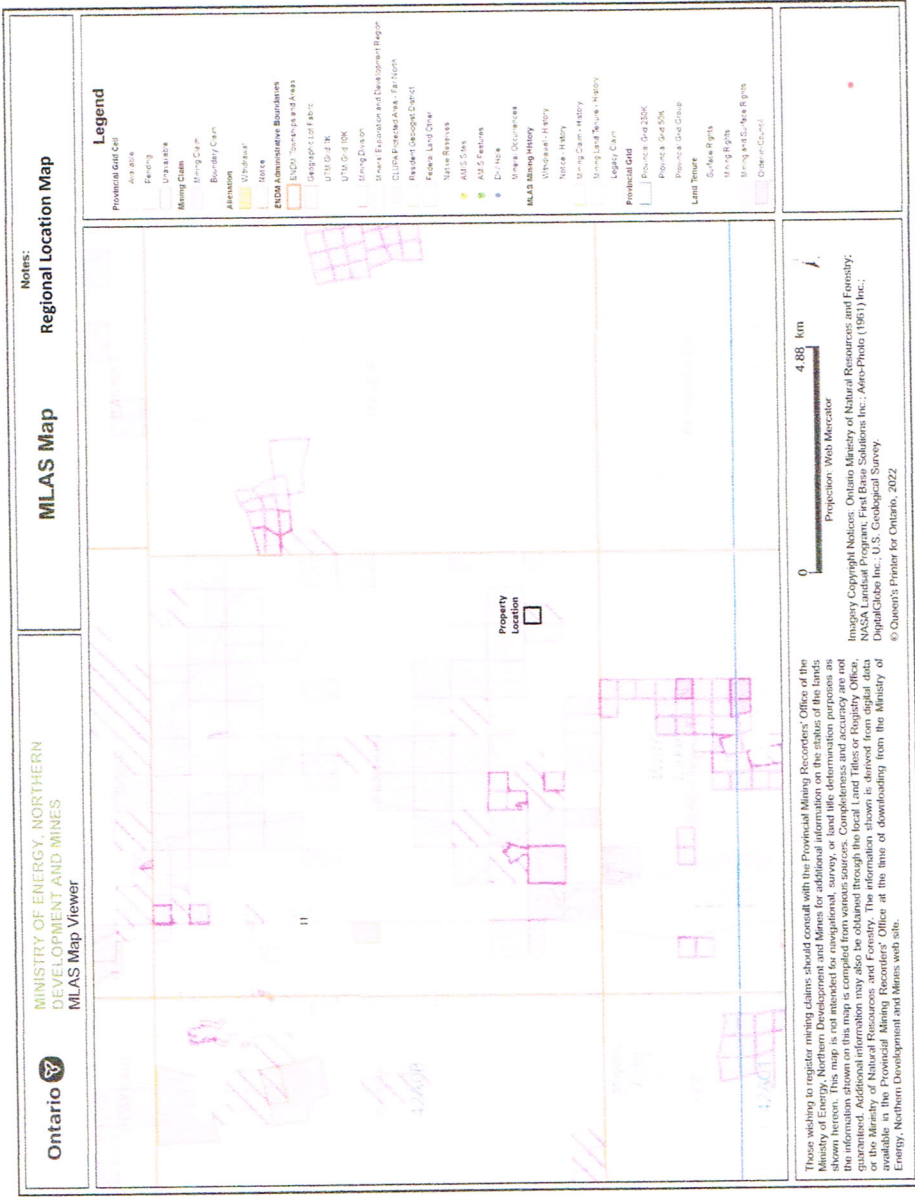 Ontario
MINISTRY OF ENERGY, NORTHERN
DEVELOPMENT AND MINES
MLAS Map Viewer
MLAS Map
Notes:
Regional Location Map
Property
Location
Legend
Provincial Grid Cell
Available
Pending
Unavailable
Mining Claim
Mining Claim
Boundary Claim
Alienation
Withdrawal
Notice
ENDM Administrative Boundaries
ENDM Townships and Areas
Geographic Lot Fabric
UTM Grid 1K
UTM Grid 10K
Mining Division
Mineral Exploration and Development Region
CLUPA Protected Area - Far North
Resident Geologist District
Federal Land Other
Native Reserves
AMIS Sites
AMIS Features
Drill Hole
Mineral Occurrences
MLAS Mining History
Withdrawal - History
Notice - History
Mining Claim - History
Mining Land Tenure - History
Legacy Claim
Provincial Grid
Provincial Grid 250K
Provincial Grid 50K
Provincial Grid Group
Land Tenure
Surface Rights
Mining Rights
Mining and Surface Rights
Order-in-Council
Those wishing to register mining claims should consult with the Provincial Mining Recorders' Office of the
Ministry of Energy, Northern Development and Mines for additional information on the status of the lands
shown hereon. This map is not intended for navigational, survey, or land title determination purposes as
the information shown on this map is compiled from various sources. Completeness and accuracy are not
guaranteed. Additional information may also be obtained through the local Land Titles or Registry Office,
or the Ministry of Natural Resources and Forestry. The information shown is derived from digital data
available in the Provincial Mining Recorders' Office at the time of downloading from the Ministry of
Energy, Northern Development and Mines web site.
0
4.88 km
Projection: Web Mercator
Imagery Copyright Notices: Ontario Ministry of Natural Resources and Forestry;
NASA Landsat Program; First Base Solutions Inc.; Aéro-Photo (1961) Inc.;
DigitalGlobe Inc.; U.S. Geological Survey.
© Queen's Printer for Ontario, 2022